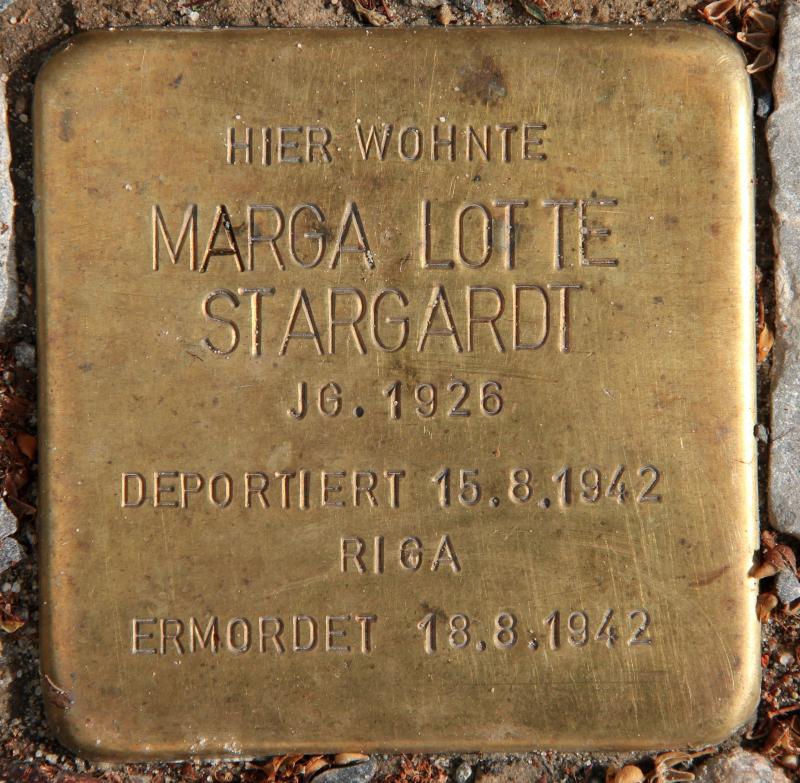 HIER WOHNTE
MARGA LOTTE
STARGARDT
JG. 1926
DEPORTIERT 15.8.1942
RIGA
ERMORDET 18.8.1942